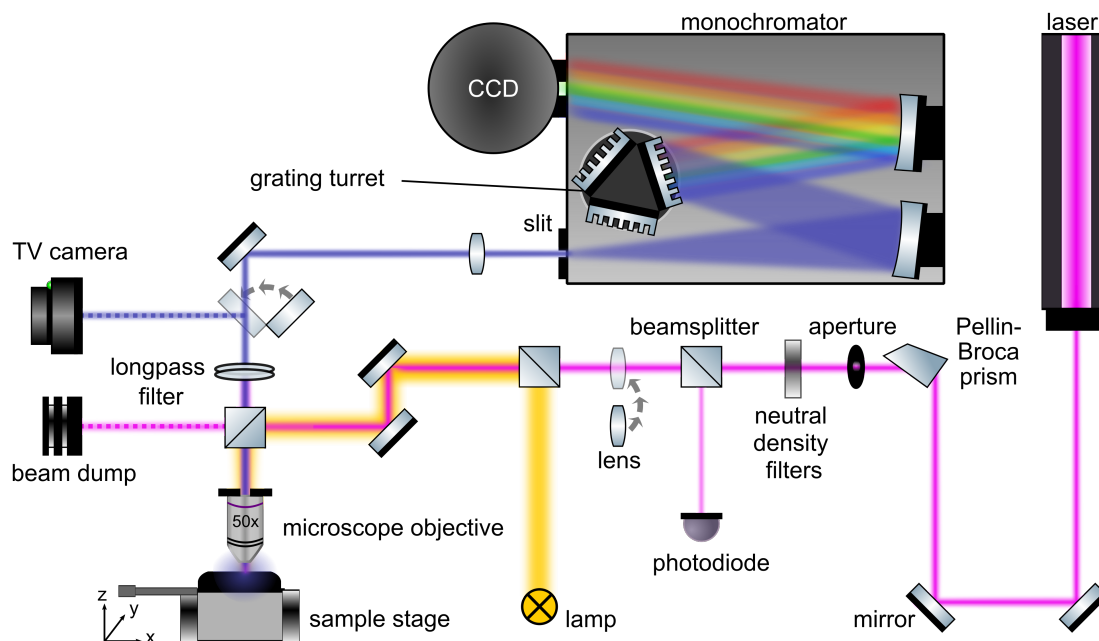 monochromator
laser
CCD
grating turret
slit
TV camera
beamsplitter
aperture
Pellin-
Broca
prism
longpass
filter
neutral
density
filters
lens
beam dump
50x
microscope objective
photodiode
z
y
x
sample stage
lamp
mirror